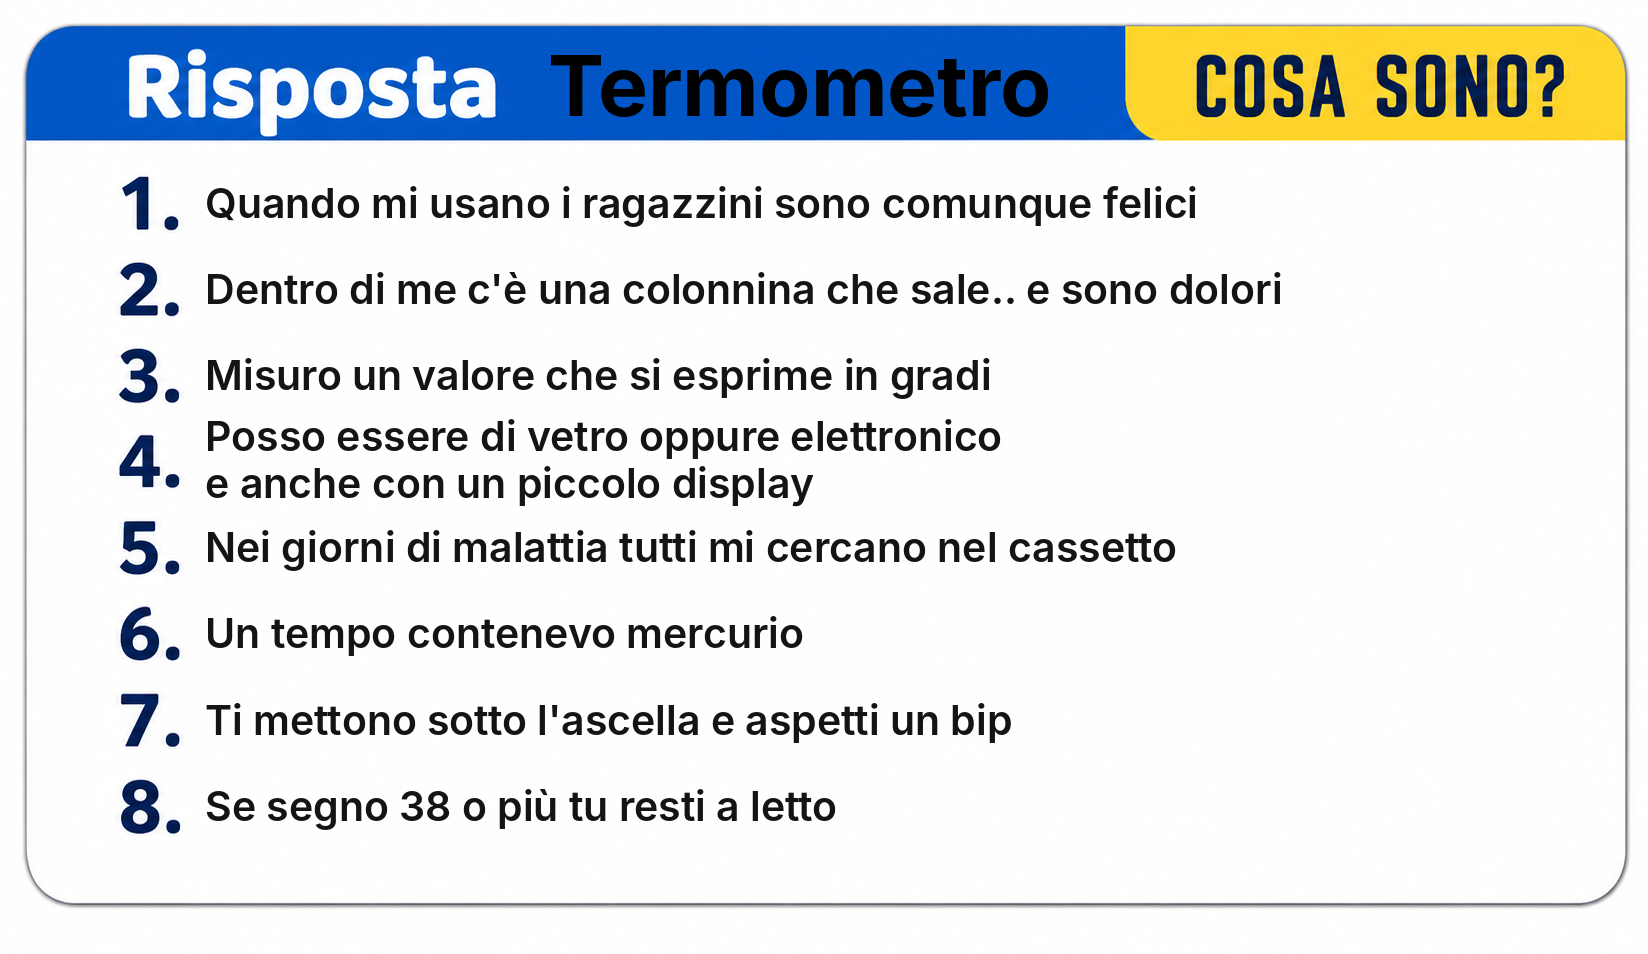 Risposta Termometro COSA SONO?
1. Quando mi usano i ragazzini sono comunque felici
2. Dentro di me c'è una colonnina che sale.. e sono dolori
3. Misuro un valore che si esprime in gradi
4. Posso essere di vetro oppure elettronico
e anche con un piccolo display
5. Nei giorni di malattia tutti mi cercano nel cassetto
6. Un tempo contenevo mercurio
7. Ti mettono sotto l'ascella e aspetti un bip
8. Se segno 38 o più tu resti a letto